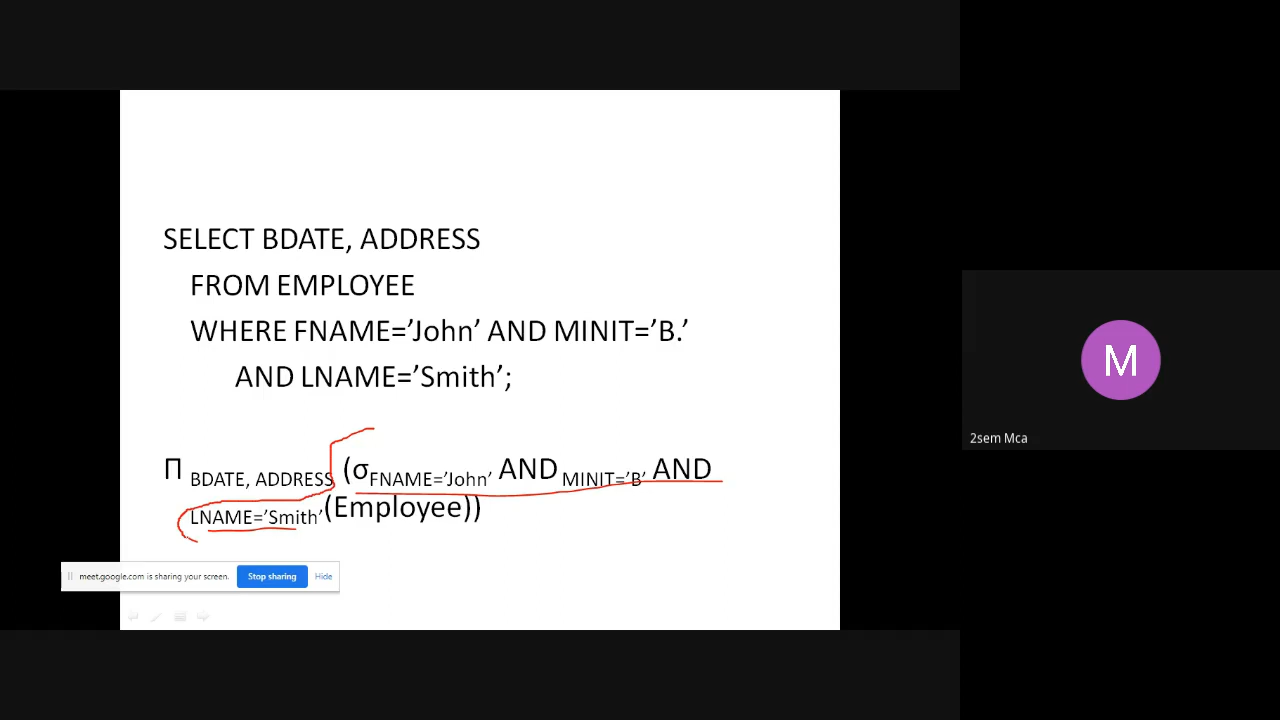 SELECT BDATE, ADDRESS
FROM EMPLOYEE
WHERE FNAME=’John’ AND MINIT=’B.’
AND LNAME=’Smith’;
Π BDATE, ADDRESS (σFNAME=’John’ AND MINIT=’B’ AND
LNAME=’Smith’(Employee))
meet.google.com is sharing your screen. Stop sharing Hide
M
2sem Mca